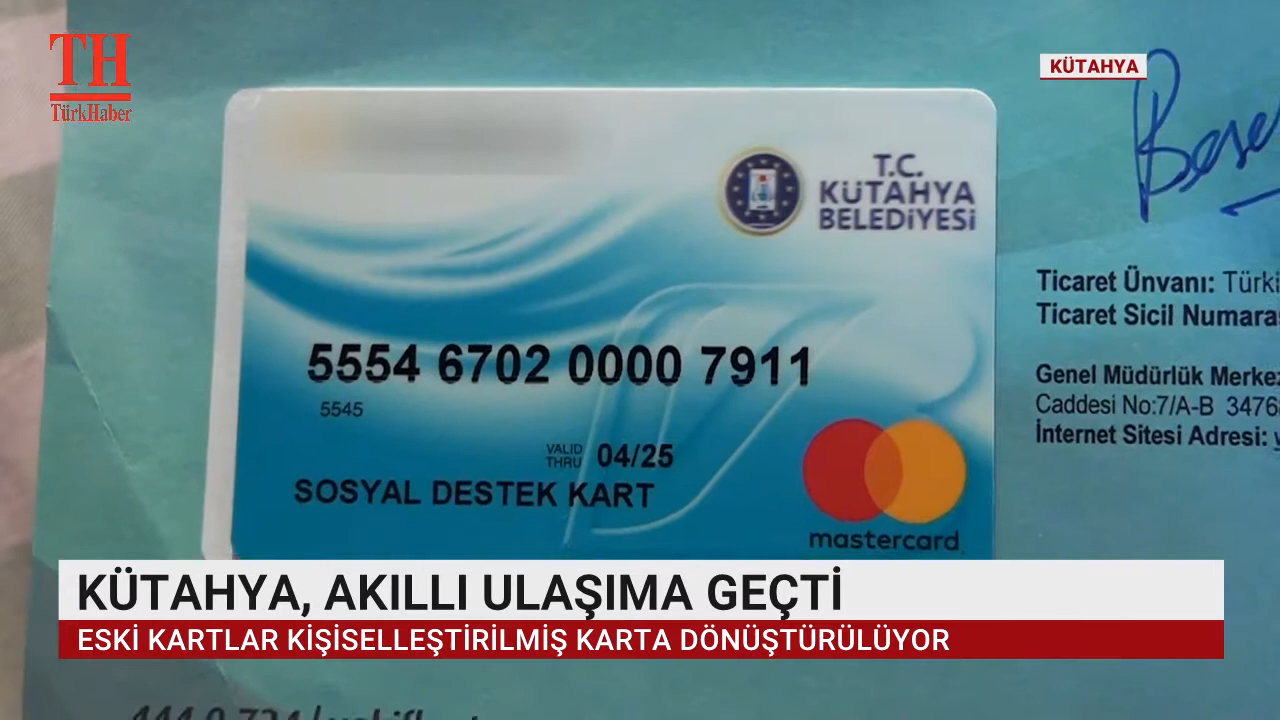 TH
TürkHaber
KÜTAHYA
T.C.
KÜTAHYA
BELEDİYESİ
Ticaret Ünvanı:
Ticaret Sicil
5554 6702 0000 7911
5545
Genel Müdürlük
Caddesi No:7/A-B
İnternet Sitesi Adresi:
VALID
THRU 04/25
SOSYAL DESTEK KART
mastercard
KÜTAHYA, AKILLI ULAŞIMA GEÇTİ
ESKİ KARTLAR KİŞİSELLEŞTİRİLMİŞ KARTA DÖNÜŞTÜRÜLÜYOR